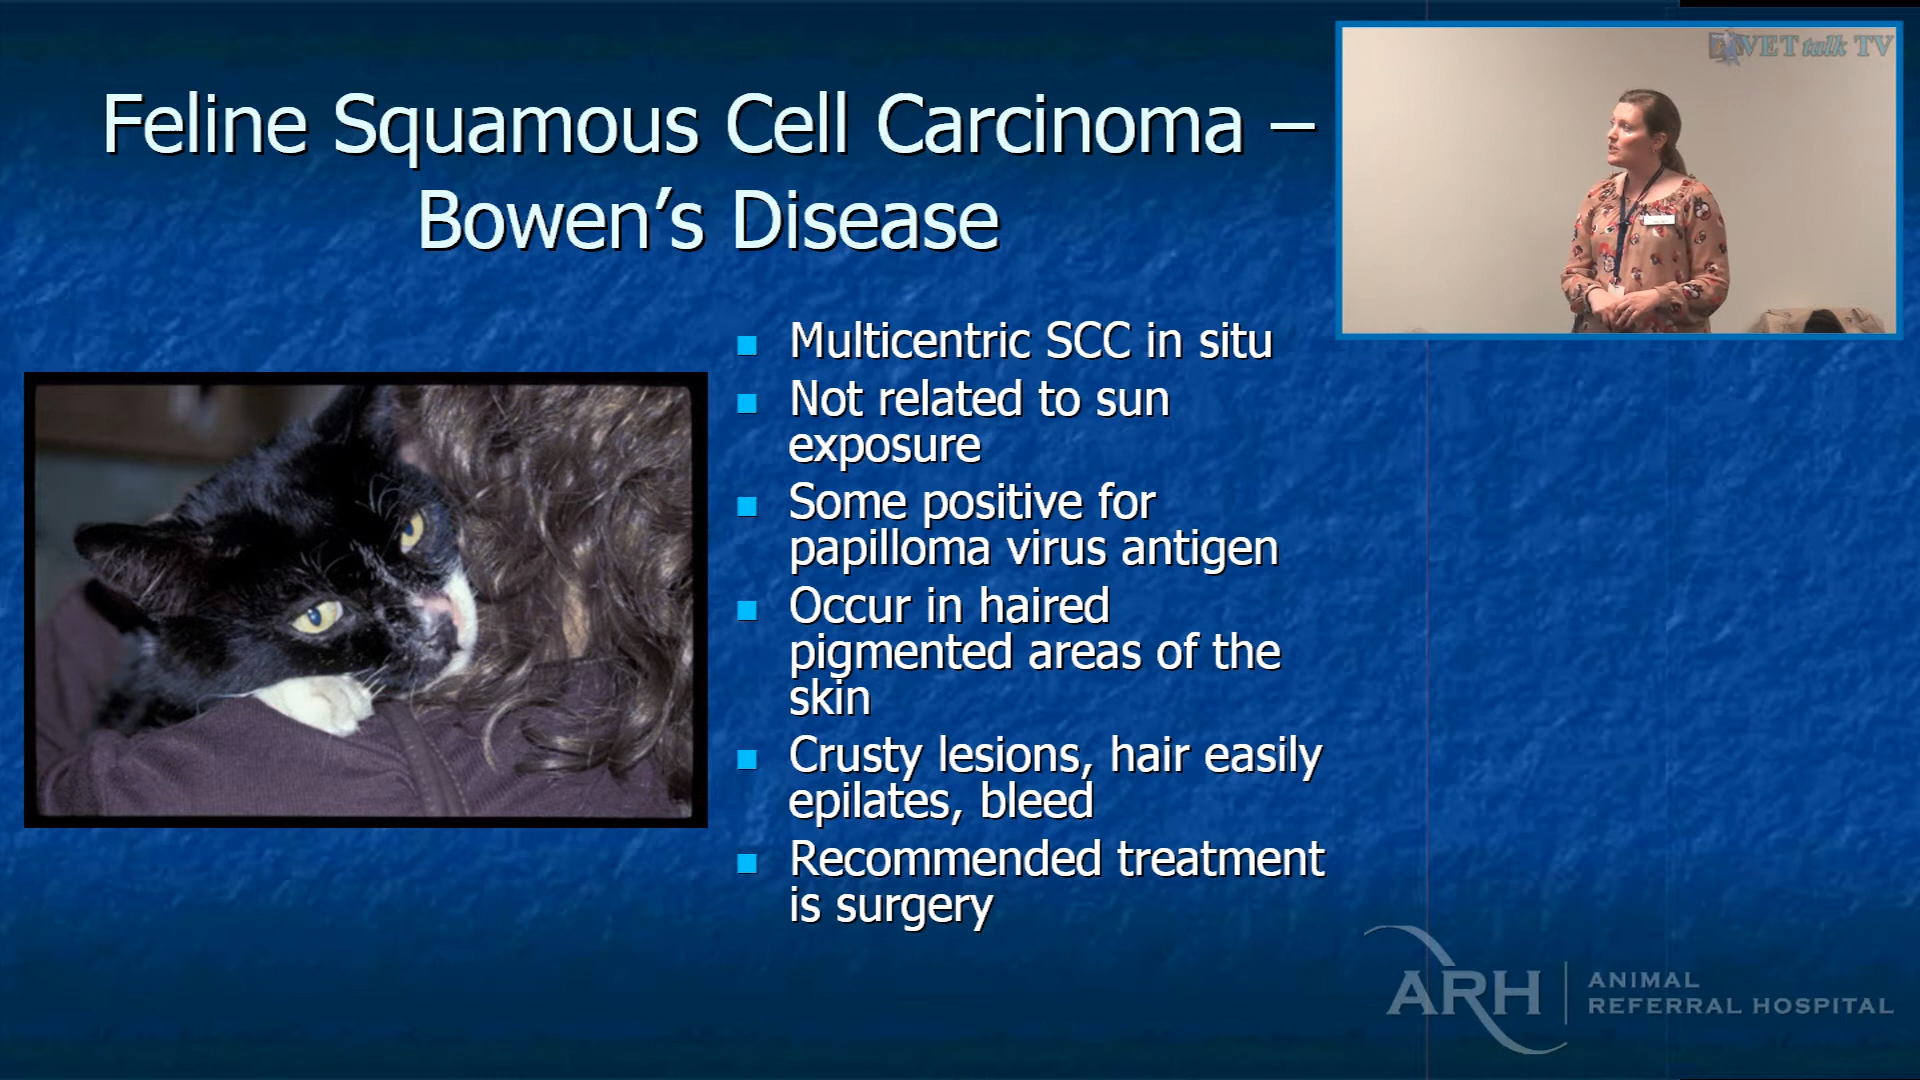 VET talk TV
Feline Squamous Cell Carcinoma –
Bowen's Disease
Multicentric SCC in situ
Not related to sun
exposure
Some positive for
papilloma virus antigen
Occur in haired
pigmented areas of the
skin
Crusty lesions, hair easily
epilates, bleed
Recommended treatment
is surgery
ARH
ANIMAL
REFERRAL HOSPITAL